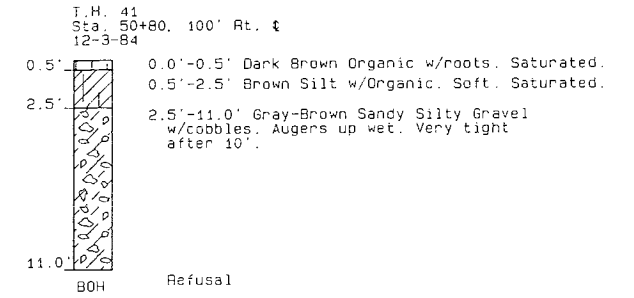 T.H. 41
Sta. 50+80, 100' Rt. ℄
12-3-84
0.5' 0.0'-0.5' Dark Brown Organic w/roots. Saturated.
0.5'-2.5' Brown Silt w/Organic. Soft. Saturated.
2.5' 2.5'-11.0' Gray-Brown Sandy Silty Gravel
w/cobbles. Augers up wet. Very tight
after 10'.
11.0'
BOH Refusal